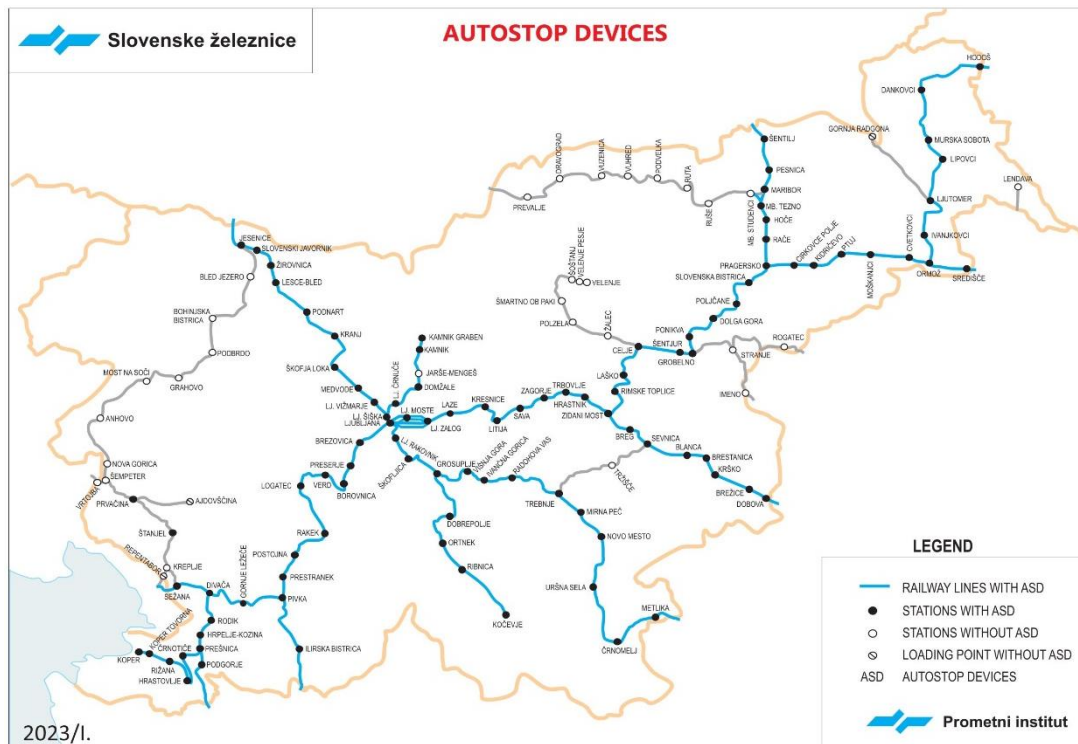 Slovenske železnice
AUTOSTOP DEVICES
HODOŠ
DANKOVCI
GORNJA RADGONA
MURSKA SOBOTA
LIPOVCI
LENDAVA
LJUTOMER
IVANJKOVCI
ORMOŽ
SREDIŠČE
CVETKOVCI
MOŠKANJCI
PTUJ
KIDRIČEVO
CIRKOVCE POLJE
PRAGERSKO
ŠENTILJ
PESNICA
MARIBOR
MB. TEZNO
MB. STUDENCI
HOČE
RAČE
RUŠE
RUTA
PODVELKA
VUHRED
VUZENICA
PREVALJE
SLOVENSKA BISTRICA
POLJČANE
DOLGA GORA
PONIKVA
GROBELNO
ŠENTJUR
CELJE
STRANJE
ROGATEC
IMENO
ŠOŠTANJ
VELENJE PESJE
VELENJE
ŠMARTNO OB PAKI
POLZELA
ŽALEC
LAŠKO
RIMSKE TOPLICE
ZIDANI MOST
HRASTNIK
TRBOVLJE
ZAGORJE
SAVA
LITIJA
KRESNICE
LAZE
LJ. ZALOG
LJ. MOSTE
BREG
SEVNICA
BLANCA
BRESTANICA
KRŠKO
BREŽICE
DOBOVA
TRŽIŠČE
TREBNJE
MIRNA PEČ
NOVO MESTO
URŠNA SELA
METLIKA
ČRNOMELJ
RADOHOVA VAS
IVANČNA GORICA
VIŠNJA GORA
GROSUPLJE
ŠKOFLJICA
LJ. RAKOVNIK
DOBREPOLJE
ORTNEK
RIBNICA
KOČEVJE
KAMNIK GRABEN
KAMNIK
JARŠE-MENGEŠ
DOMŽALE
LJ. ČRNUČE
JESENICE
SLOVENSKI JAVORNIK
ŽIROVNICA
LESCE-BLED
PODNART
KRANJ
ŠKOFJA LOKA
MEDVODE
LJ. VIŽMARJE
LJ. ŠIŠKA
LJUBLJANA
BREZOVICA
PRESERJE
BOROVNICA
VERD
LOGATEC
RAKEK
POSTOJNA
PRESTRANEK
PIVKA
ILIRSKA BISTRICA
GORNJE LEŽEČE
DIVAČA
SEŽANA
RODIK
HRPELJE-KOZINA
PREŠNICA
PODGORJE
ČRNOTIČE
KOPER TOVORNA
KOPER
RIŽANA
HRASTOVLJE
BLED JEZERO
BOHINJSKA
BISTRICA
PODBRDO
GRAHOVO
MOST NA SOČI
ANHOVO
NOVA GORICA
ŠEMPETER
VRTOJBA
PRVAČINA
AJDOVŠČINA
ŠTANJEL
KREPLJE
REPENTABOR
LEGEND
RAILWAY LINES WITH ASD
STATIONS WITH ASD
STATIONS WITHOUT ASD
LOADING POINT WITHOUT ASD
ASD AUTOSTOP DEVICES
Prometni institut
2023/I.